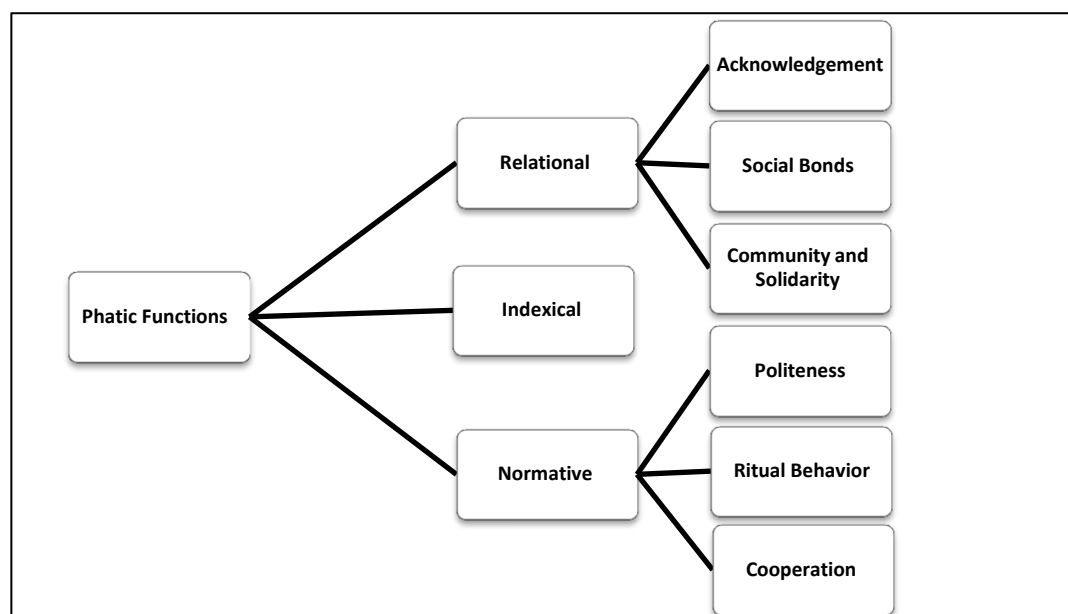 Phatic Functions
Relational
Acknowledgement
Social Bonds
Community and
Solidarity
Indexical
Normative
Politeness
Ritual Behavior
Cooperation